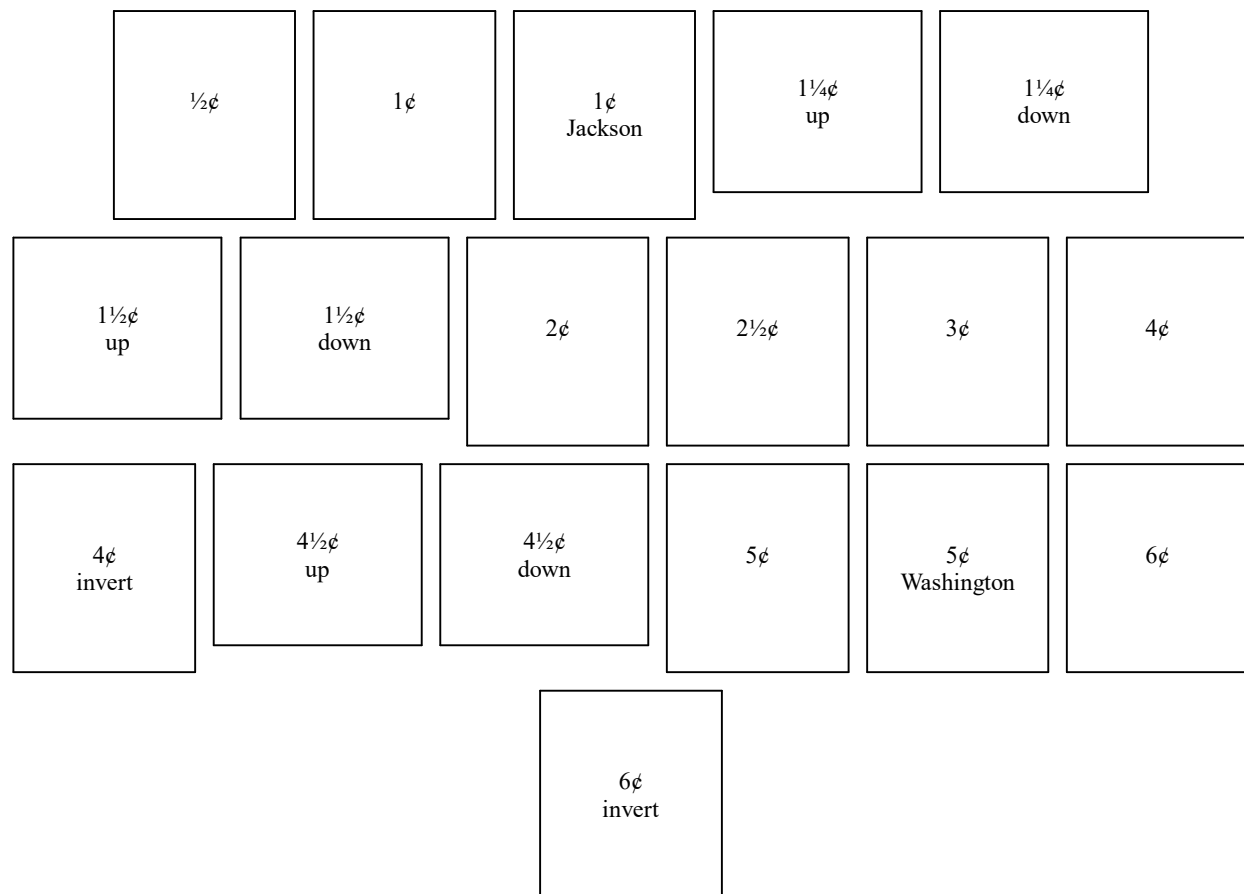 ½¢
1¢
1¢
Jackson
1¼¢
up
1¼¢
down
1½¢
up
1½¢
down
2¢
2½¢
3¢
4¢
4¢
invert
4½¢
up
4½¢
down
5¢
5¢
Washington
6¢
6¢
invert